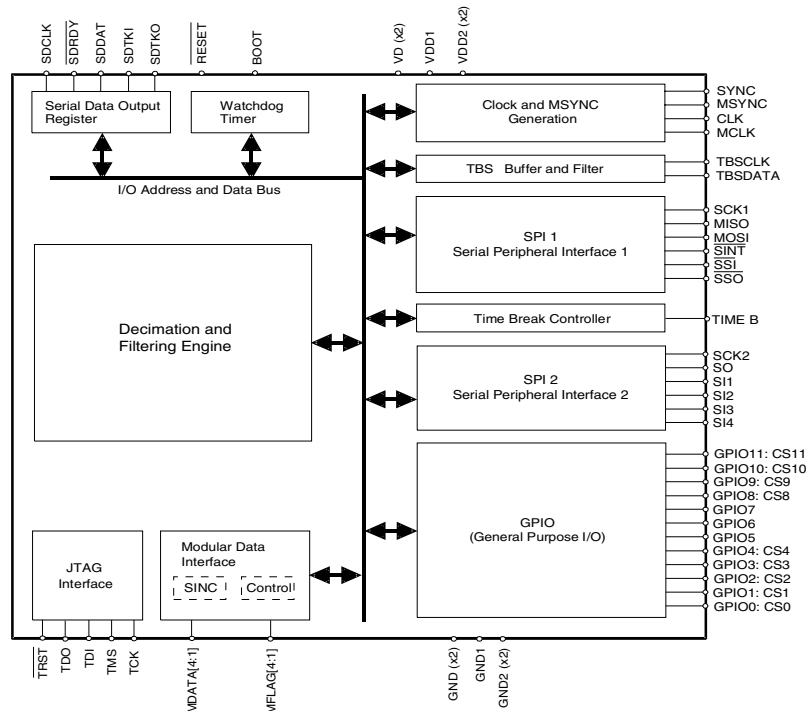 SDCLK
SDRDY
SDDAT
SDTKI
SDTKO
RESET
BOOT
VD (x2)
VDD1
VDD2 (x2)
Serial Data Output
Register
Watchdog
Timer
Clock and MSYNC
Generation
SYNC
MSYNC
CLK
MCLK
TBS Buffer and Filter
TBSCLK
TBSDATA
I/O Address and Data Bus
SPI 1
Serial Peripheral Interface 1
SCK1
MISO
MOSI
SINT
SSI
SSO
Decimation and
Filtering Engine
Time Break Controller
TIME B
SPI 2
Serial Peripheral Interface 2
SCK2
SO
SI1
SI2
SI3
SI4
GPIO
(General Purpose I/O)
GPIO11: CS11
GPIO10: CS10
GPIO9: CS9
GPIO8: CS8
GPIO7
GPIO6
GPIO5
GPIO4: CS4
GPIO3: CS3
GPIO2: CS2
GPIO1: CS1
GPIO0: CS0
JTAG
Interface
Modular Data
Interface
SINC
Control
TRST
TDO
TDI
TMS
TCK
MDATA[4:1]
MFLAG[4:1]
GND (x2)
GND1
GND2 (x2)